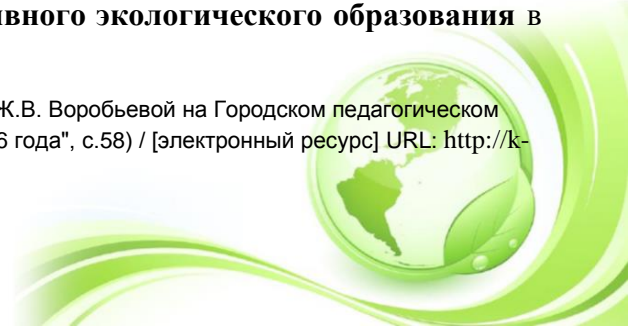 вного экологического образования в
Ж.В. Воробьевой на Городском педагогическом
6 года", с.58) / [электронный ресурс] URL: http://k-